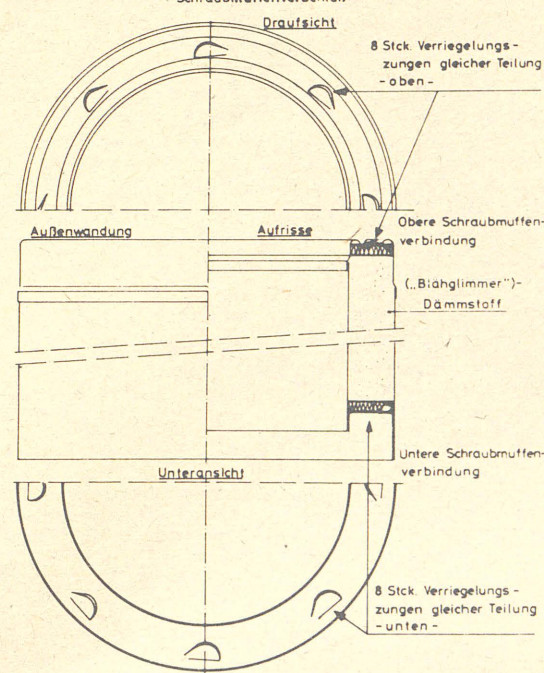 Draufsicht
8 Stck. Verriegelungs -
zungen gleicher Teilung
- oben -
Außenwandung
Aufrisse
Obere Schraubmuffen-
verbindung
(„Blähglimmer")-
Dämmstoff
Untere Schraubmuffen-
verbindung
Unteransicht
8 Stck. Verriegelungs -
zungen gleicher Teilung
- unten -